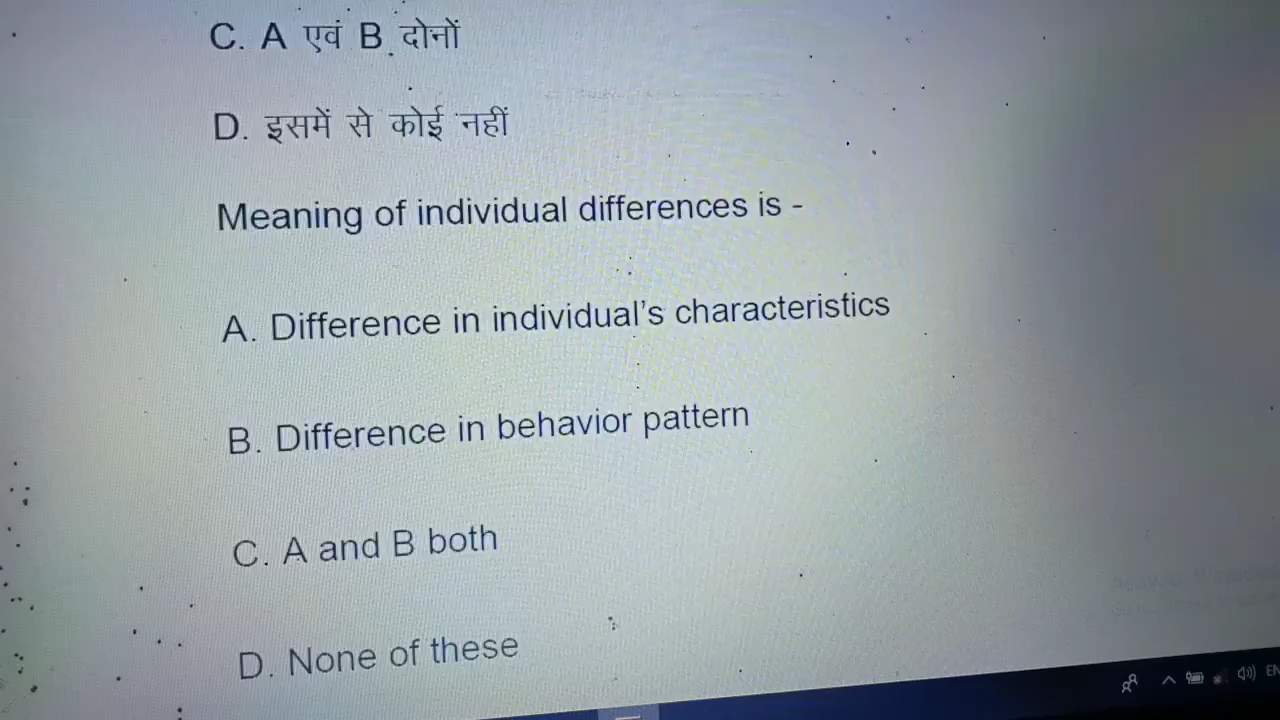 C. A एवं B दोनों
D. इसमें से कोई नहीं
Meaning of individual differences is -
A. Difference in individual's characteristics
B. Difference in behavior pattern
C. A and B both
D. None of these